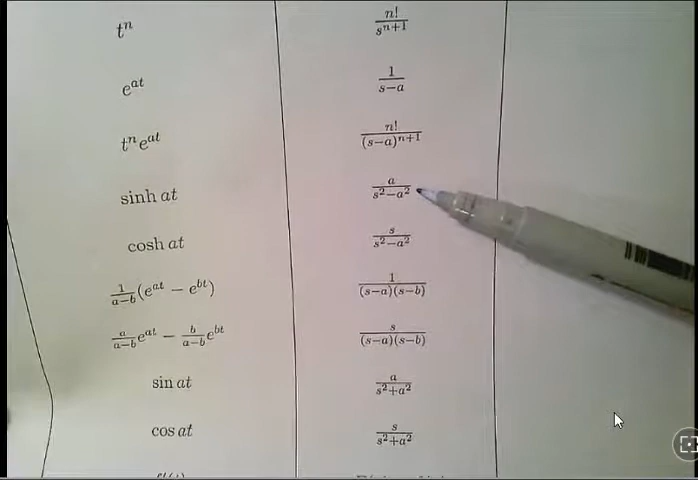 tⁿ n!/sⁿ⁺¹
eᵃᵗ 1/(s−a)
tⁿeᵃᵗ n!/(s−a)ⁿ⁺¹
sinh at a/(s²−a²)
cosh at s/(s²−a²)
1/(a−b)(eᵃᵗ − eᵇᵗ) 1/((s−a)(s−b))
a/(a−b)eᵃᵗ − b/(a−b)eᵇᵗ s/((s−a)(s−b))
sin at a/(s²+a²)
cos at s/(s²+a²)